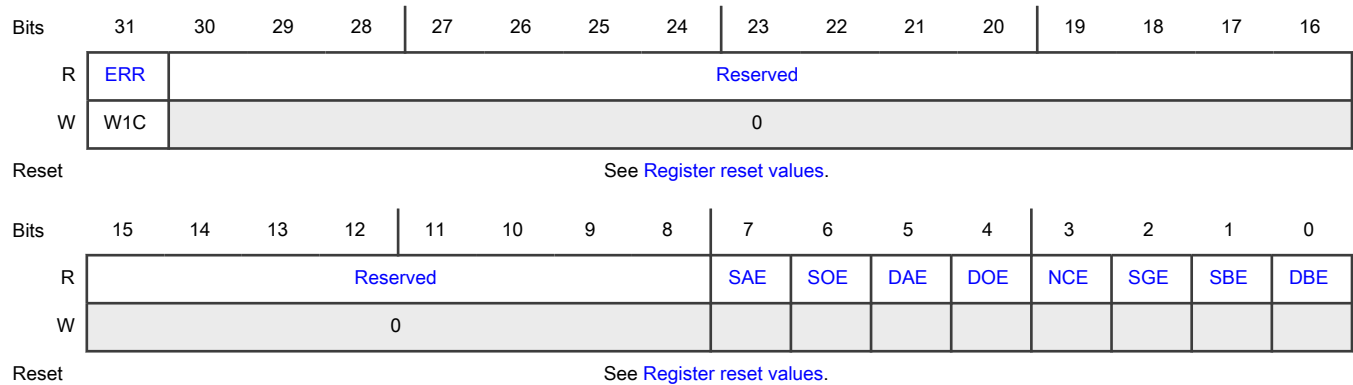 Bits 31 30 29 28 27 26 25 24 23 22 21 20 19 18 17 16
R ERR Reserved
W W1C 0
Reset See Register reset values.
Bits 15 14 13 12 11 10 9 8 7 6 5 4 3 2 1 0
R Reserved SAE SOE DAE DOE NCE SGE SBE DBE
W 0
Reset See Register reset values.